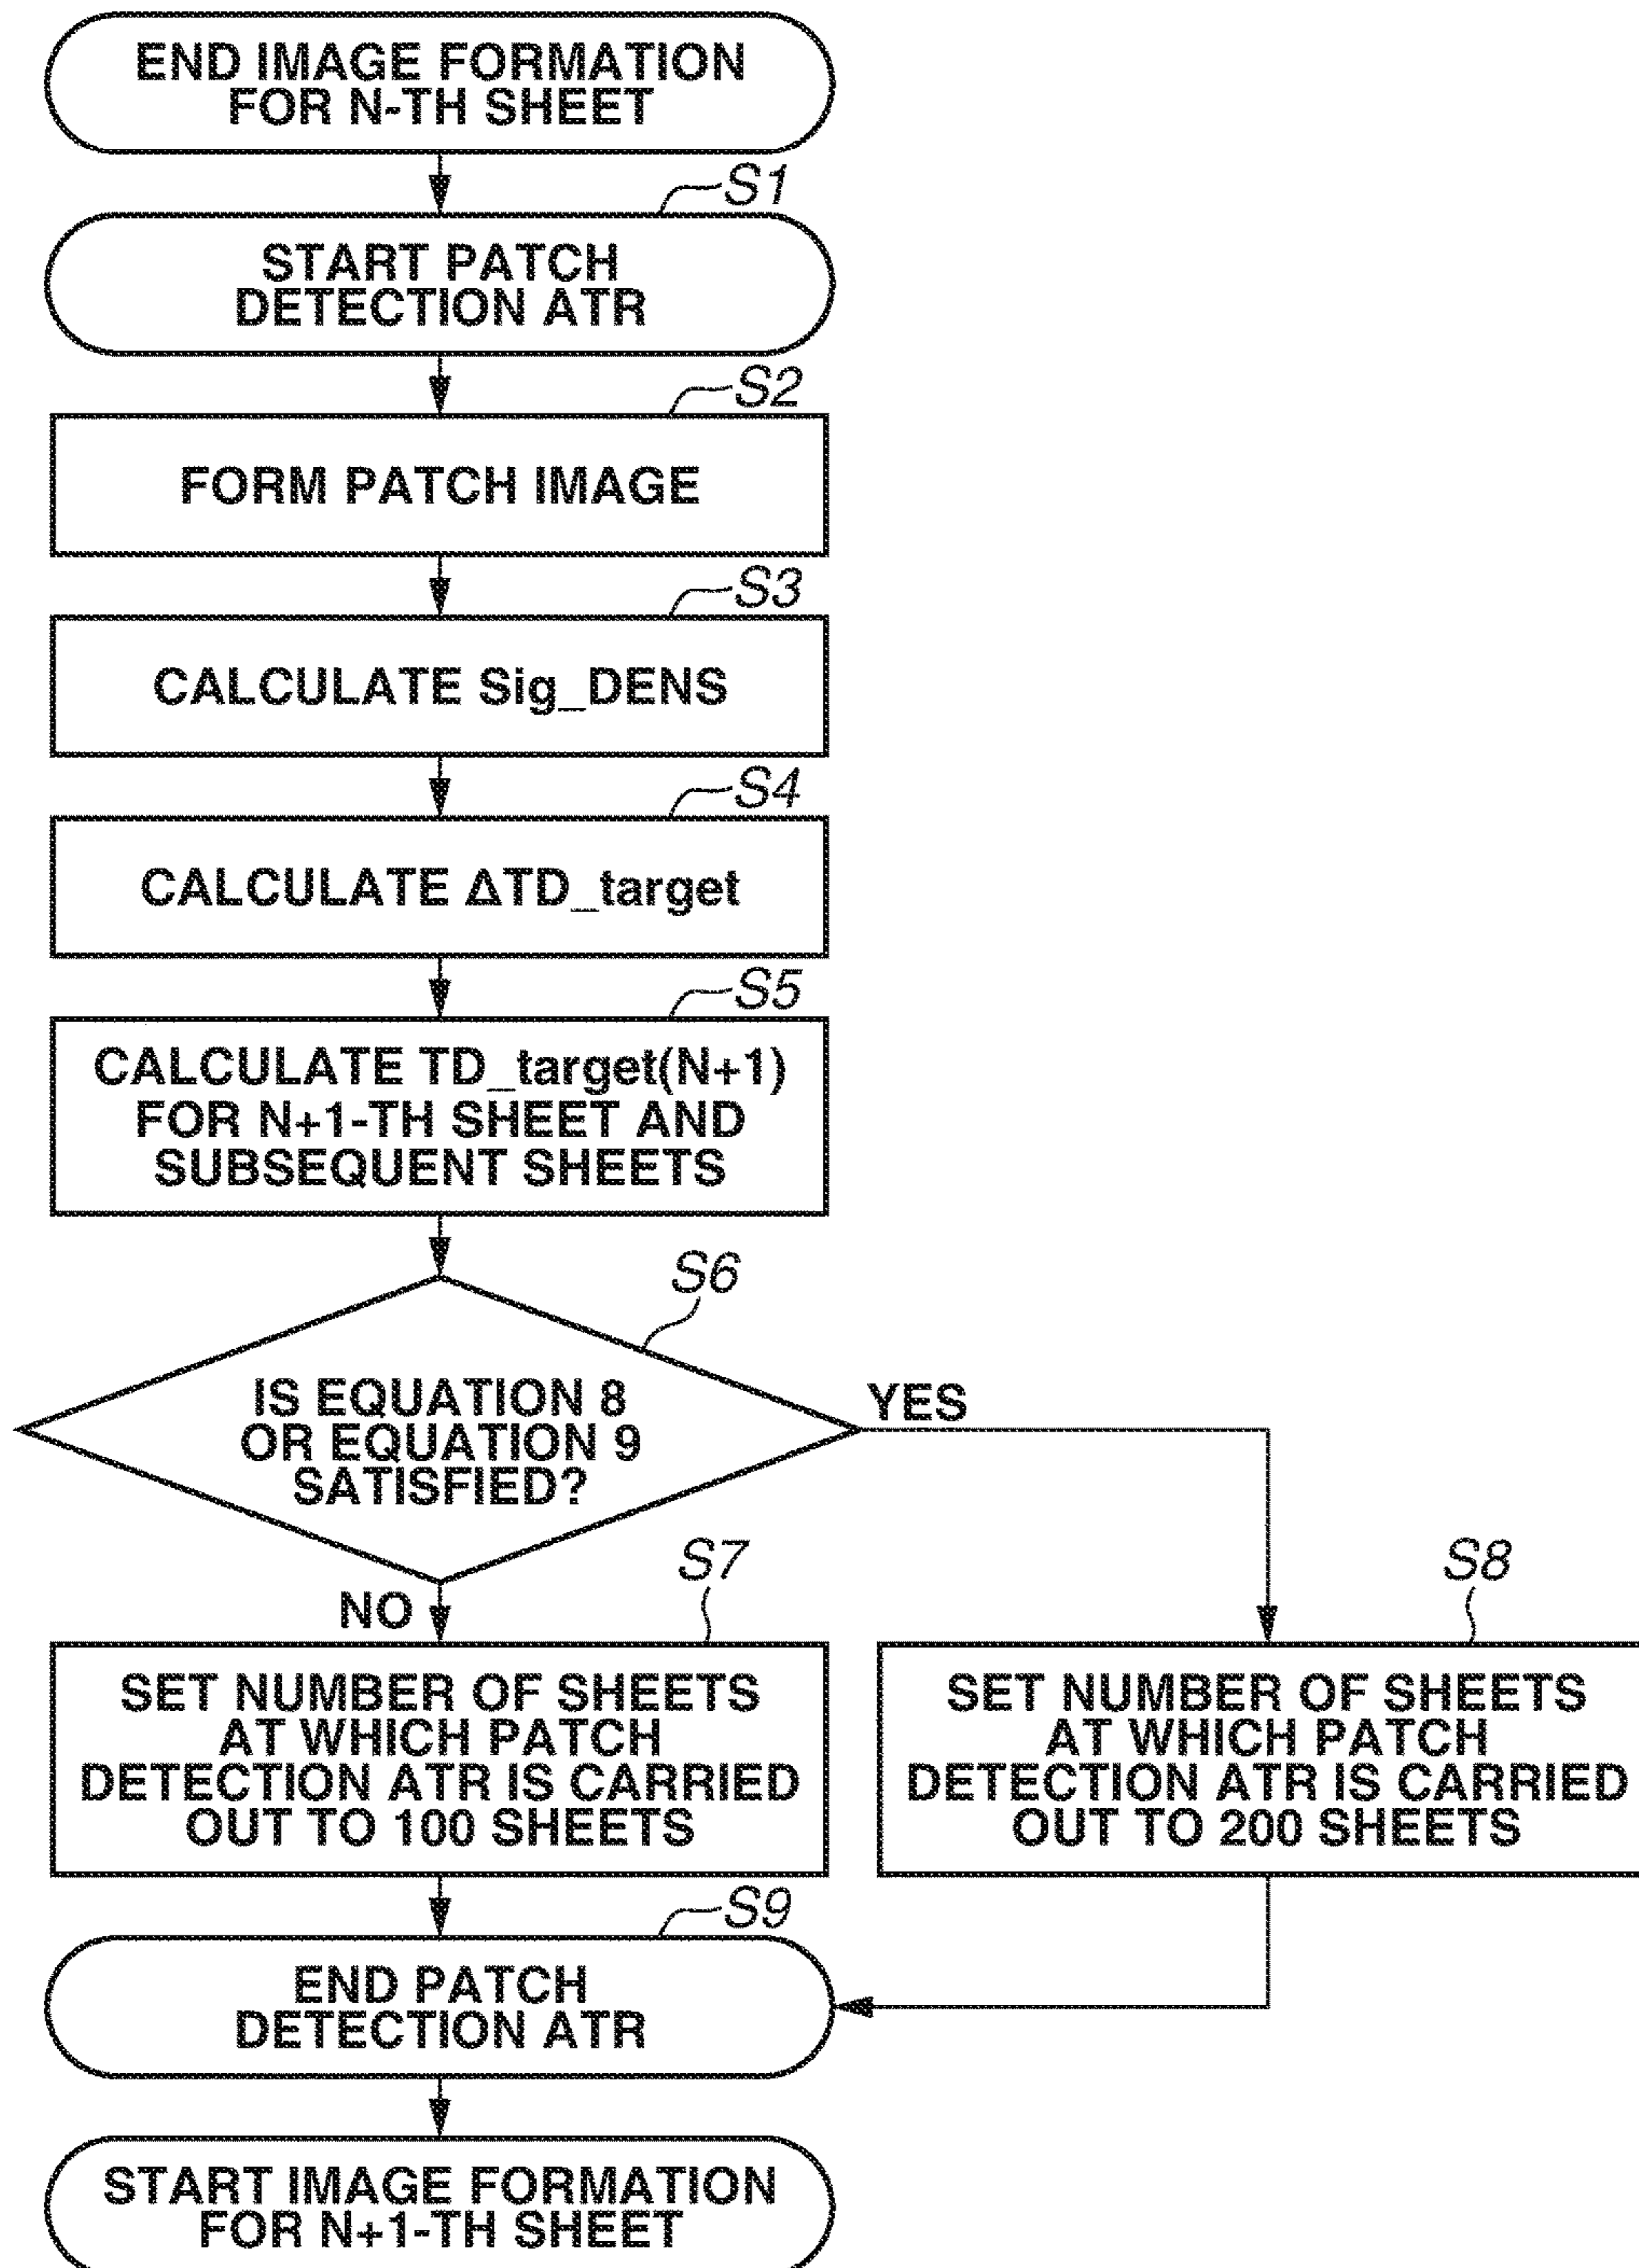 END IMAGE FORMATION
FOR N-TH SHEET
S1
START PATCH
DETECTION ATR
S2
FORM PATCH IMAGE
S3
CALCULATE Sig_DENS
S4
CALCULATE ΔTD_target
S5
CALCULATE TD_target(N+1)
FOR N+1-TH SHEET AND
SUBSEQUENT SHEETS
S6
IS EQUATION 8
OR EQUATION 9
SATISFIED?
YES
NO
S7
SET NUMBER OF SHEETS
AT WHICH PATCH
DETECTION ATR IS CARRIED
OUT TO 100 SHEETS
S8
SET NUMBER OF SHEETS
AT WHICH PATCH
DETECTION ATR IS CARRIED
OUT TO 200 SHEETS
S9
END PATCH
DETECTION ATR
START IMAGE FORMATION
FOR N+1-TH SHEET